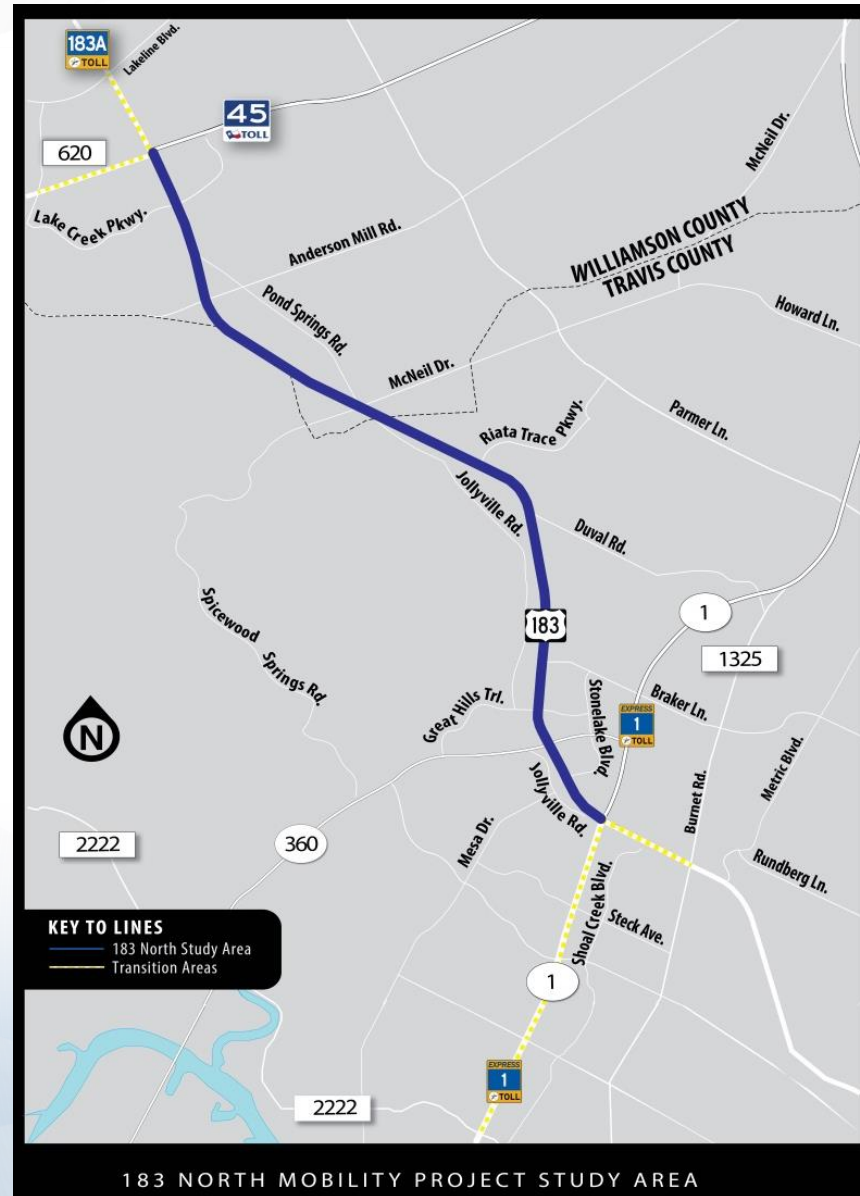 183A
TOLL
Lakeline Blvd.
45
TOLL
620
Lake Creek Pkwy.
McNeil Dr.
Anderson Mill Rd.
WILLIAMSON COUNTY
TRAVIS COUNTY
Pond Springs Rd.
Howard Ln.
McNeil Dr.
Parmer Ln.
Riata Trace Pkwy.
Jollyville Rd.
Duval Rd.
Spicewood
Springs Rd.
183
1
1325
Great Hills Trl.
Stonelake Blvd.
Braker Ln.
EXPRESS
1
TOLL
N
Jollyville Rd.
Burnet Rd.
Metric Blvd.
2222
360
Mesa Dr.
Rundberg Ln.
Shoal Creek Blvd.
Steck Ave.
KEY TO LINES
183 North Study Area
Transition Areas
1
EXPRESS
1
TOLL
2222
183 NORTH MOBILITY PROJECT STUDY AREA